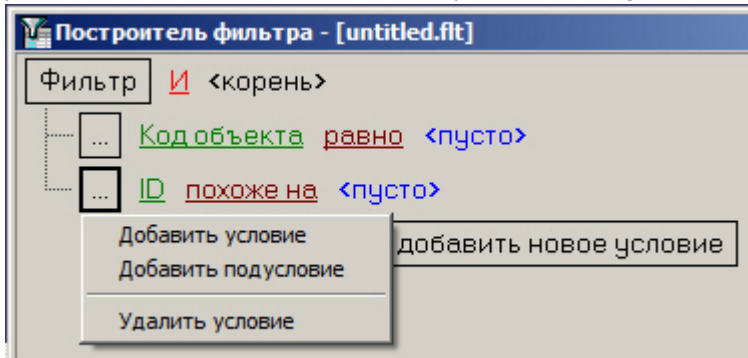 Построитель фильтра - [untitled.flt]
Фильтр И <корень>
... Код объекта равно <пусто>
... ID похоже на <пусто>
Добавить условие
добавить новое условие
Добавить подусловие
Удалить условие